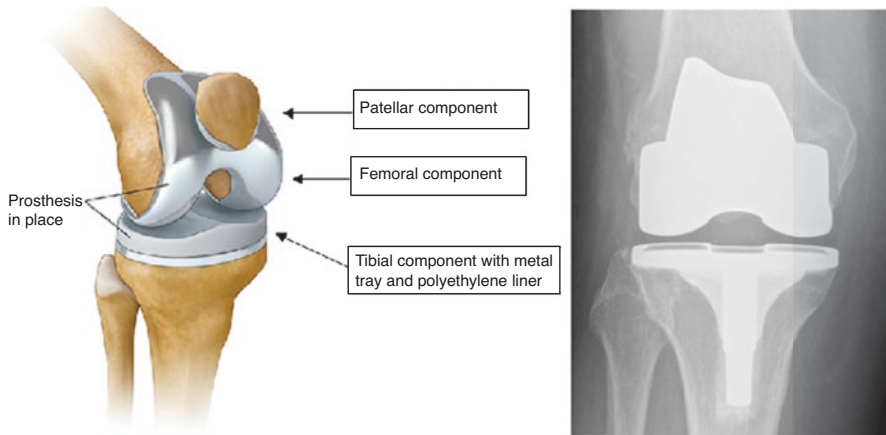 Patellar component
Femoral component
Prosthesis
in place
Tibial component with metal
tray and polyethylene liner